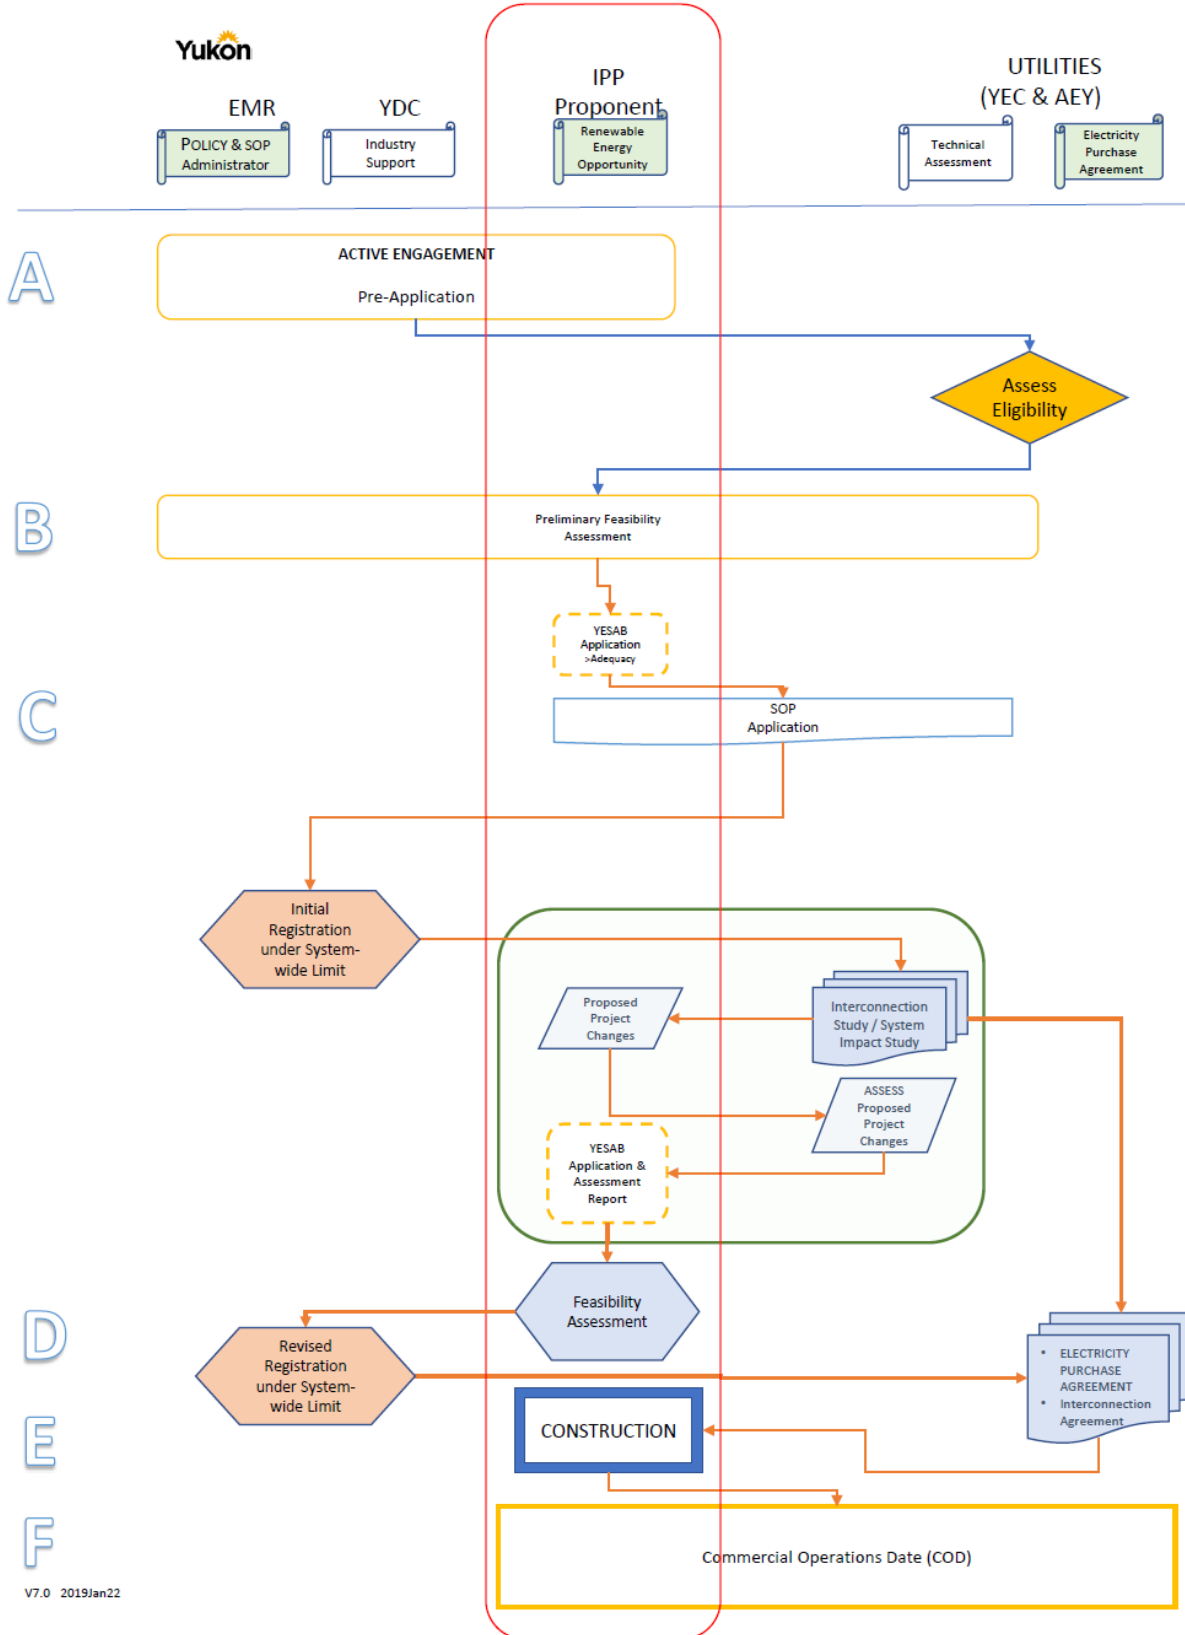 Yukon
EMR
YDC
IPP
Proponent
UTILITIES
(YEC & AEY)
POLICY & SOP
Administrator
Industry
Support
Renewable
Energy
Opportunity
Technical
Assessment
Electricity
Purchase
Agreement
A
ACTIVE ENGAGEMENT
Pre-Application
Assess
Eligibility
B
Preliminary Feasibility
Assessment
YESAB
Application
>Adequacy
C
SOP
Application
Initial
Registration
under System-
wide Limit
Proposed
Project
Changes
Interconnection
Study / System
Impact Study
ASSESS
Proposed
Project
Changes
YESAB
Application &
Assessment
Report
D
Feasibility
Assessment
Revised
Registration
under System-
wide Limit
• ELECTRICITY
PURCHASE
AGREEMENT
• Interconnection
Agreement
E
CONSTRUCTION
F
Commercial Operations Date (COD)
V7.0 2019Jan22